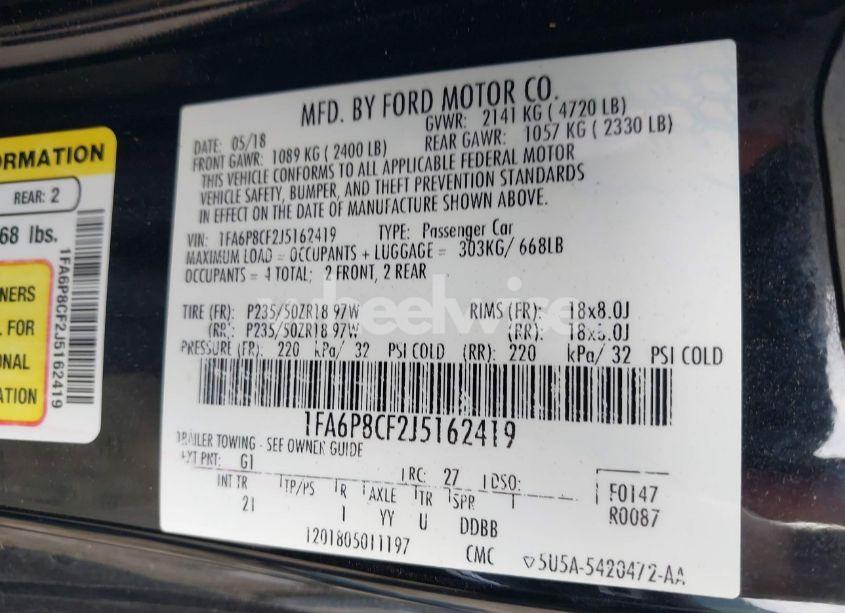 MFD. BY FORD MOTOR CO.
DATE: 05/18 GVWR: 2141 KG ( 4720 LB)
FRONT GAWR: 1089 KG ( 2400 LB) REAR GAWR: 1057 KG ( 2330 LB)
THIS VEHICLE CONFORMS TO ALL APPLICABLE FEDERAL MOTOR
VEHICLE SAFETY, BUMPER, AND THEFT PREVENTION STANDARDS
IN EFFECT ON THE DATE OF MANUFACTURE SHOWN ABOVE.
VIN: 1FA6P8CF2J5162419 TYPE: Passenger Car
MAXIMUM LOAD = OCCUPANTS + LUGGAGE = 303KG/ 668LB
OCCUPANTS = 4 TOTAL; 2 FRONT, 2 REAR
TIRE (FR): P235/50ZR18 97W RIMS (FR): 18x8.0J
(RR): P235/50ZR18 97W (RR): 18x8.0J
PRESSURE (FR): 220 kPa/ 32 PSI COLD (RR): 220 kPa/ 32 PSI COLD
1FA6P8CF2J5162419
TRAILER TOWING - SEE OWNER GUIDE
EXT PNT: G1 RC: 27 DSO: F0147
INT TR TP/PS R AXLE TR SPR R0087
21 1 YY U DDBB
1201805011197 CMC ▽5U5A-5420472-AA
ORMATION
REAR: 2
68 lbs.
NERS
L FOR
ONAL
ATION
1FA6P8CF2J5162419
wheelwise